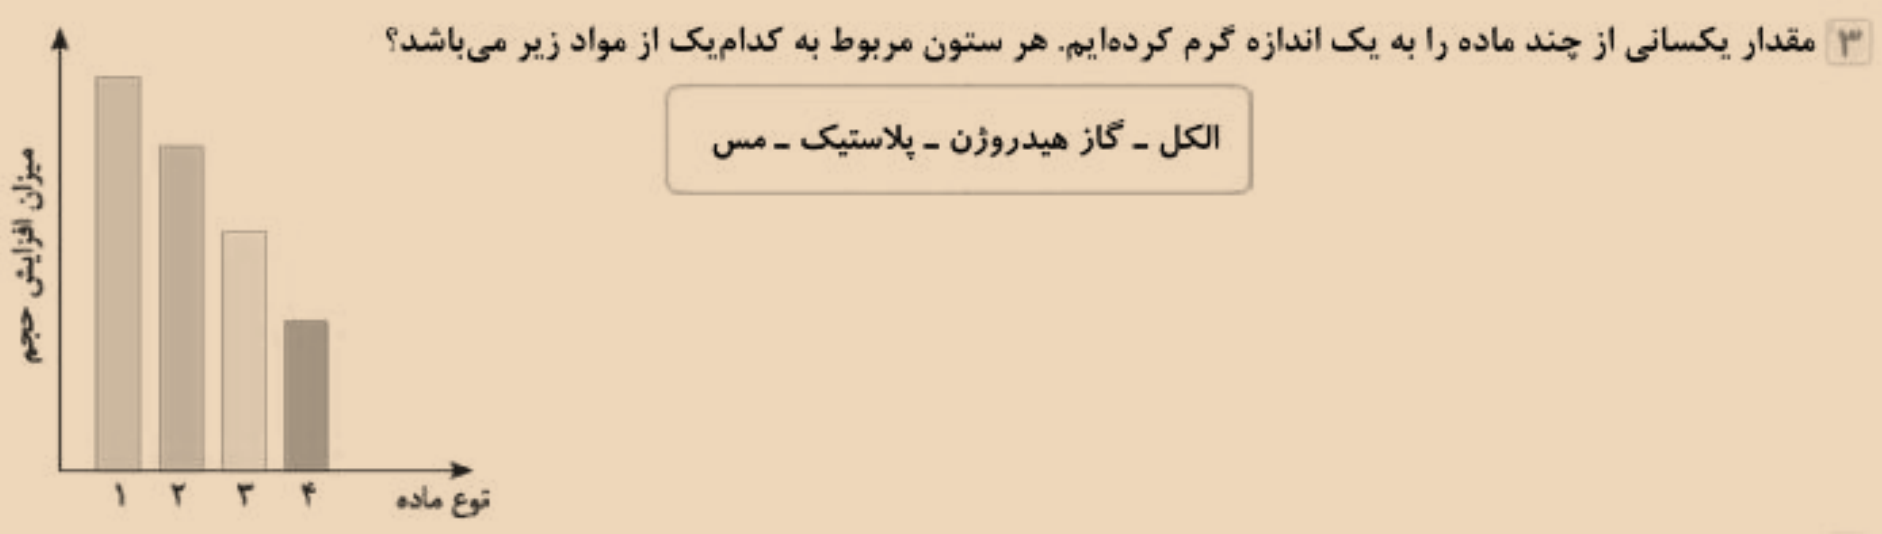 ۳ مقدار یکسانی از چند ماده را به یک اندازه گرم کرده‌ایم. هر ستون مربوط به کدام‌یک از مواد زیر می‌باشد؟
الکل ـ گاز هیدروژن ـ پلاستیک ـ مس
میزان افزایش حجم
۱ ۲ ۳ ۴
نوع ماده